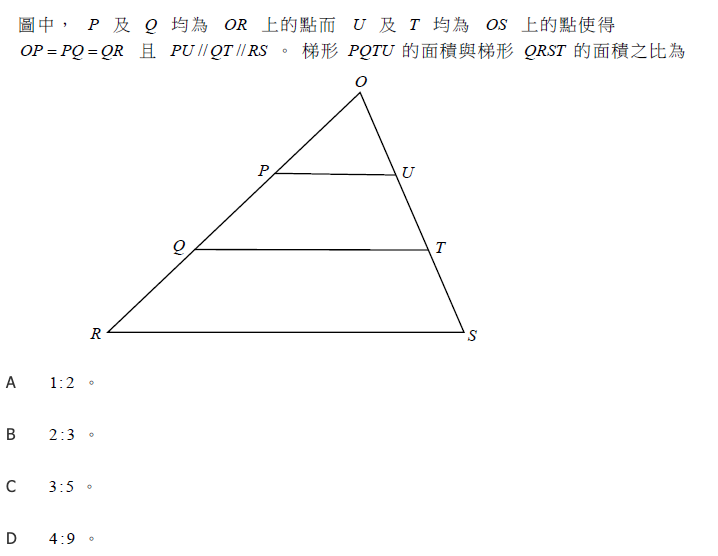 圖中， P 及 Q 均為 OR 上的點而 U 及 T 均為 OS 上的點使得
OP = PQ = QR 且 PU // QT // RS 。 梯形 PQTU 的面積與梯形 QRST 的面積之比為
O
P
U
Q
T
R
S
A 1:2 。
B 2:3 。
C 3:5 。
D 4:9 。